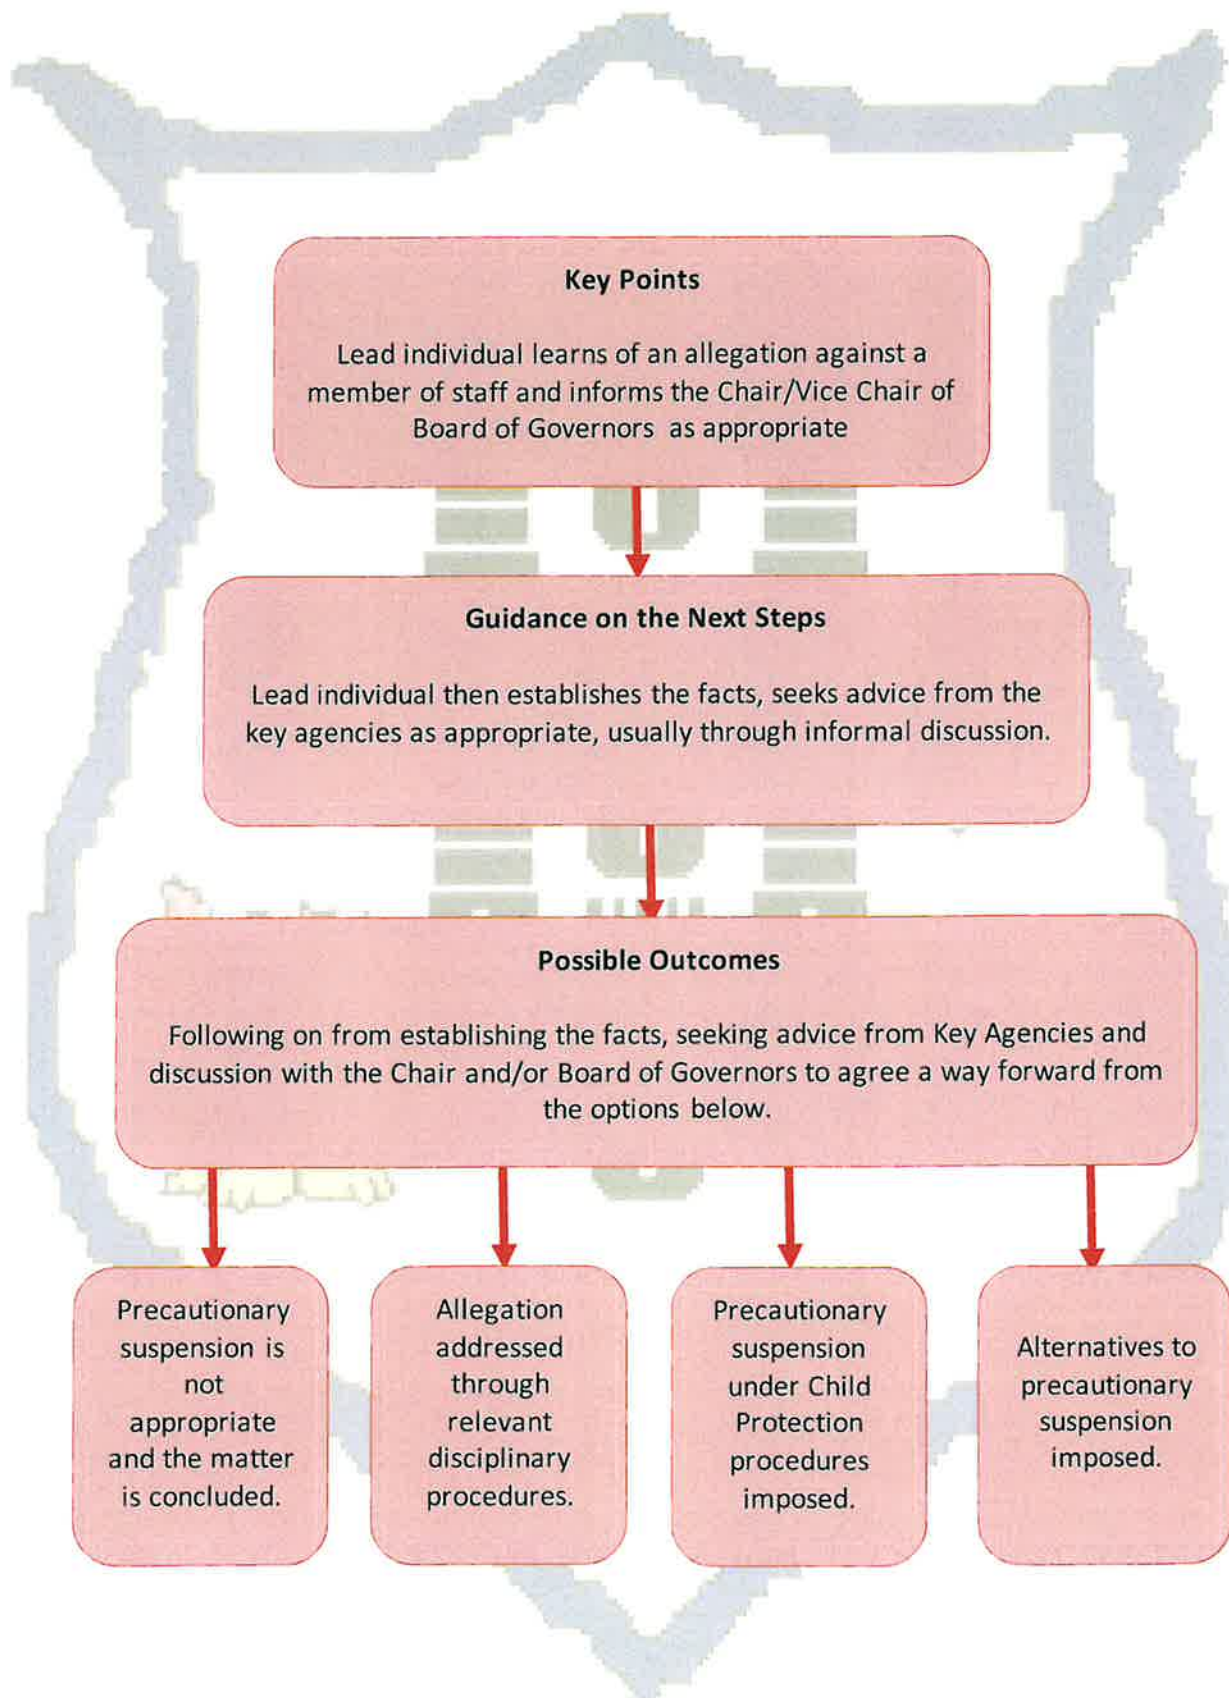 Key Points
Lead individual learns of an allegation against a
member of staff and informs the Chair/Vice Chair of
Board of Governors as appropriate
Guidance on the Next Steps
Lead individual then establishes the facts, seeks advice from the
key agencies as appropriate, usually through informal discussion.
Possible Outcomes
Following on from establishing the facts, seeking advice from Key Agencies and
discussion with the Chair and/or Board of Governors to agree a way forward from
the options below.
Precautionary
suspension is
not
appropriate
and the matter
is concluded.
Allegation
addressed
through
relevant
disciplinary
procedures.
Precautionary
suspension
under Child
Protection
procedures
imposed.
Alternatives to
precautionary
suspension
imposed.